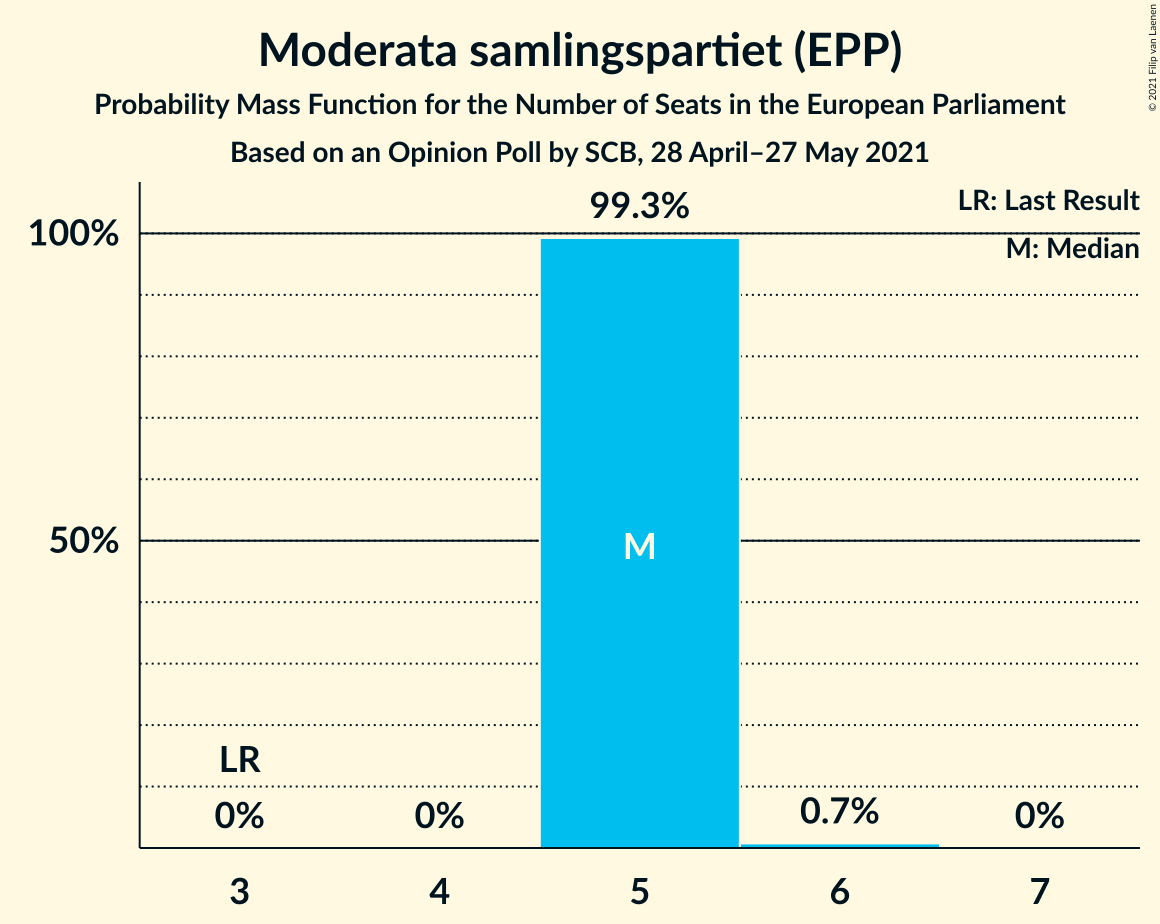 Moderata samlingspartiet (EPP)
Probability Mass Function for the Number of Seats in the European Parliament
Based on an Opinion Poll by SCB, 28 April–27 May 2021
© 2021 Filip van Laenen
LR: Last Result
M: Median
99.3%
100%
50%
M
LR
0%
0%
0.7%
0%
3
4
5
6
7